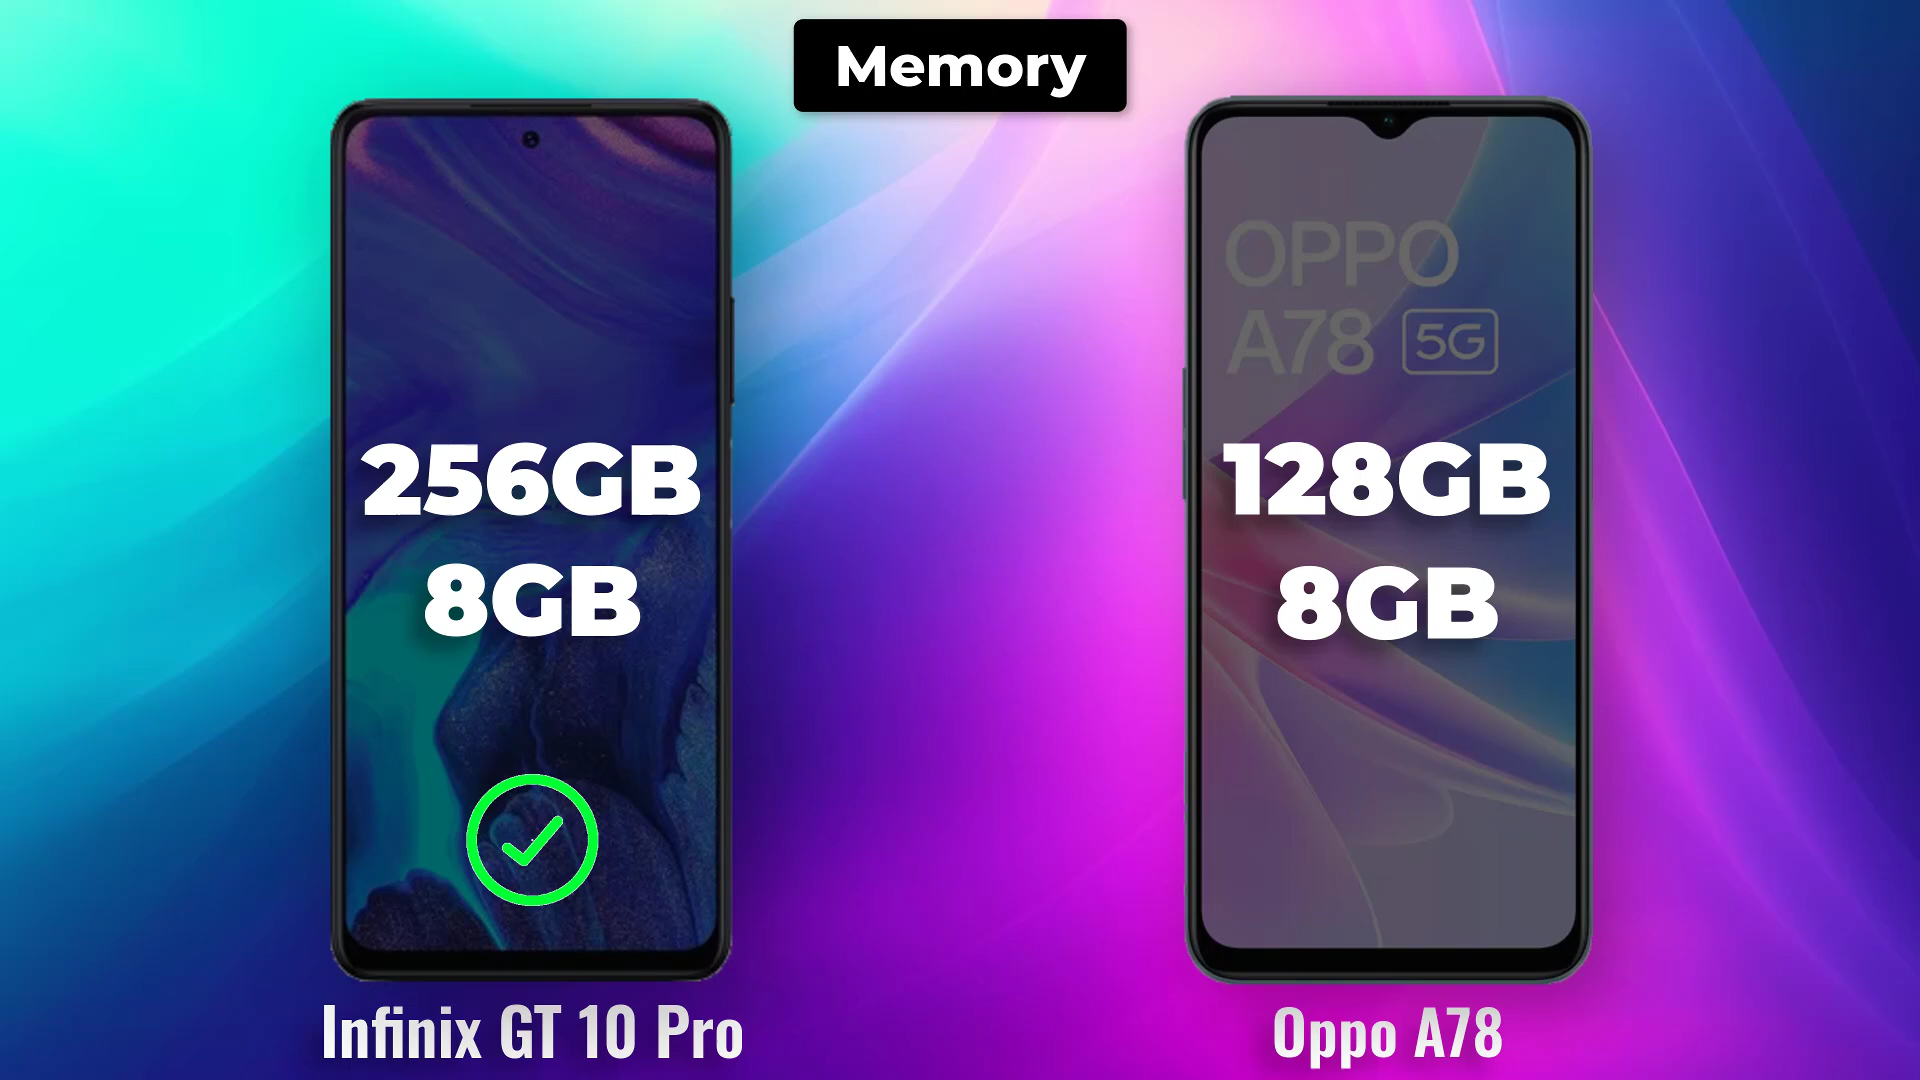 Memory
256GB
8GB
Infinix GT 10 Pro
OPPO
A78 5G
128GB
8GB
Oppo A78